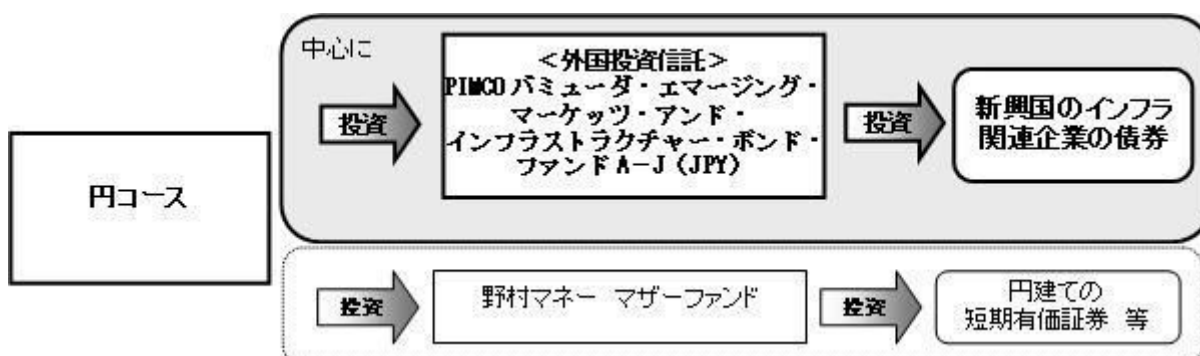 円コース
中心に
投資
＜外国投資信託＞
PIMCO バミューダ・エマージング・
マーケッツ・アンド・
インフラストラクチャー・ボンド・
ファンド A－J（JPY）
投資
新興国のインフラ
関連企業の債券
投資
野村マネー マザーファンド
投資
円建ての
短期有価証券 等